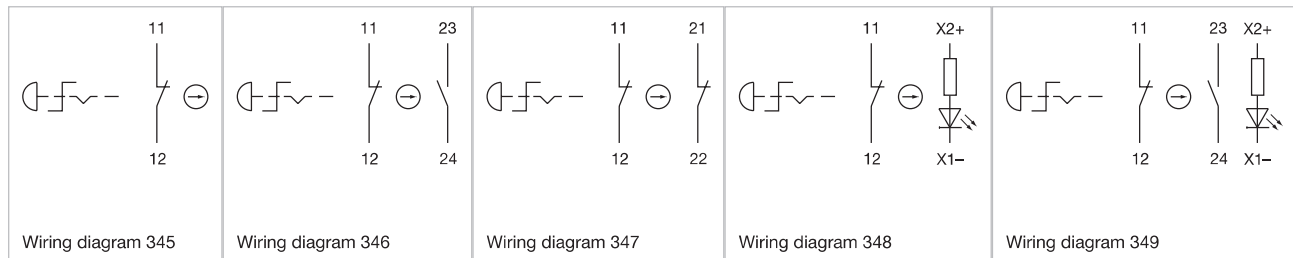 11
12
Wiring diagram 345
11 23
12 24
Wiring diagram 346
11 21
12 22
Wiring diagram 347
11 X2+
12 X1–
Wiring diagram 348
11 23 X2+
12 24 X1–
Wiring diagram 349